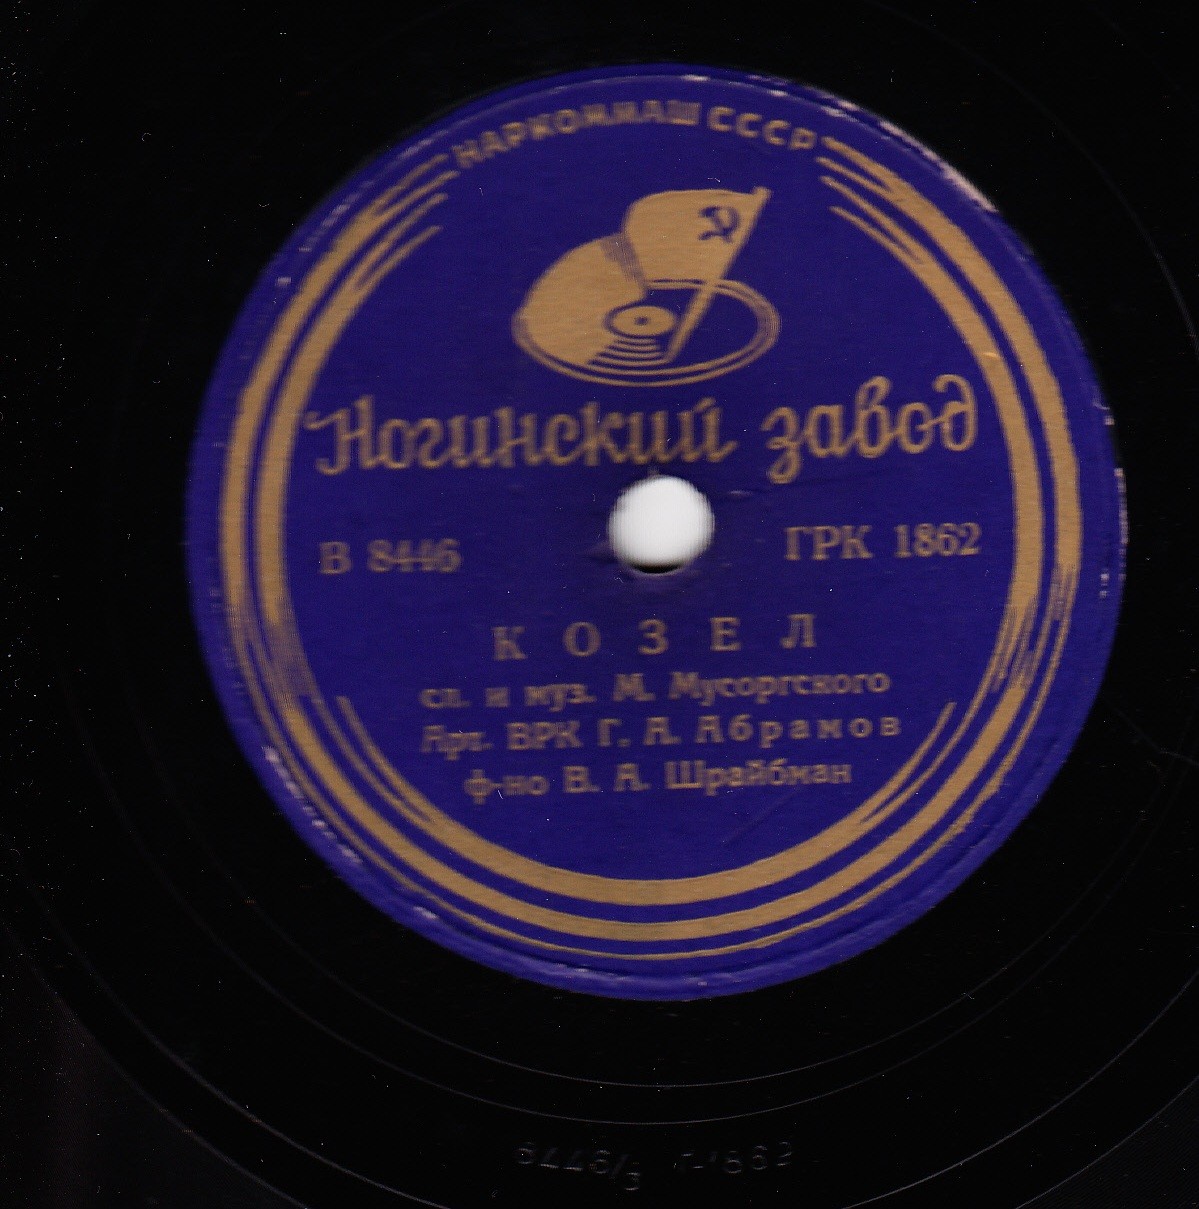 НАРКОММАШ СССР
Ногинский завод
В 8446 ГРК 1862
КОЗЕЛ
сл. и муз. М. Мусоргского
Арт. ВРК Г. А. Абрамов
ф-но В. А. Шрайбман